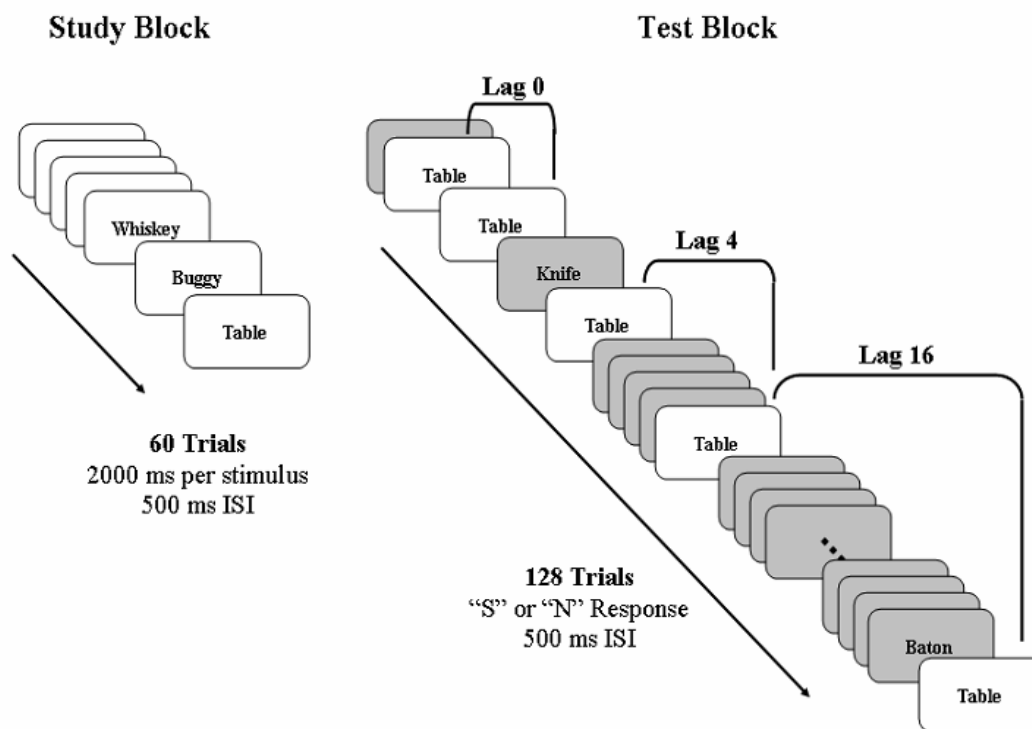 Study Block
Whiskey
Buggy
Table
60 Trials
2000 ms per stimulus
500 ms ISI
Test Block
Lag 0
Table
Table
Knife
Lag 4
Table
Lag 16
Table
128 Trials
“S” or “N” Response
500 ms ISI
Baton
Table